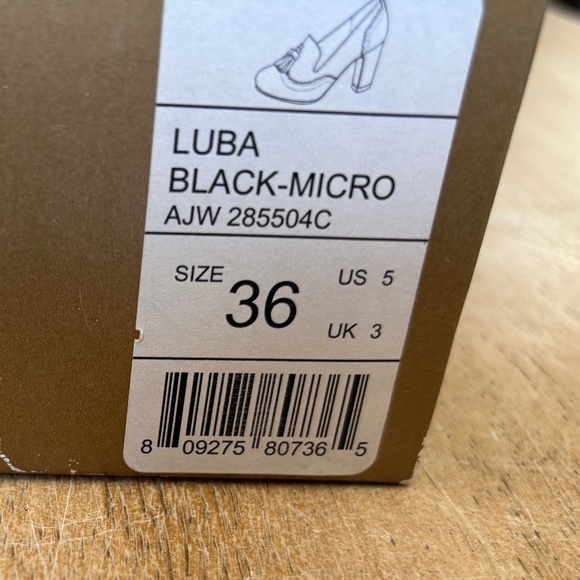 LUBA
BLACK-MICRO
AJW 285504C
SIZE 36 US 5
UK 3
8 09275 80736 5